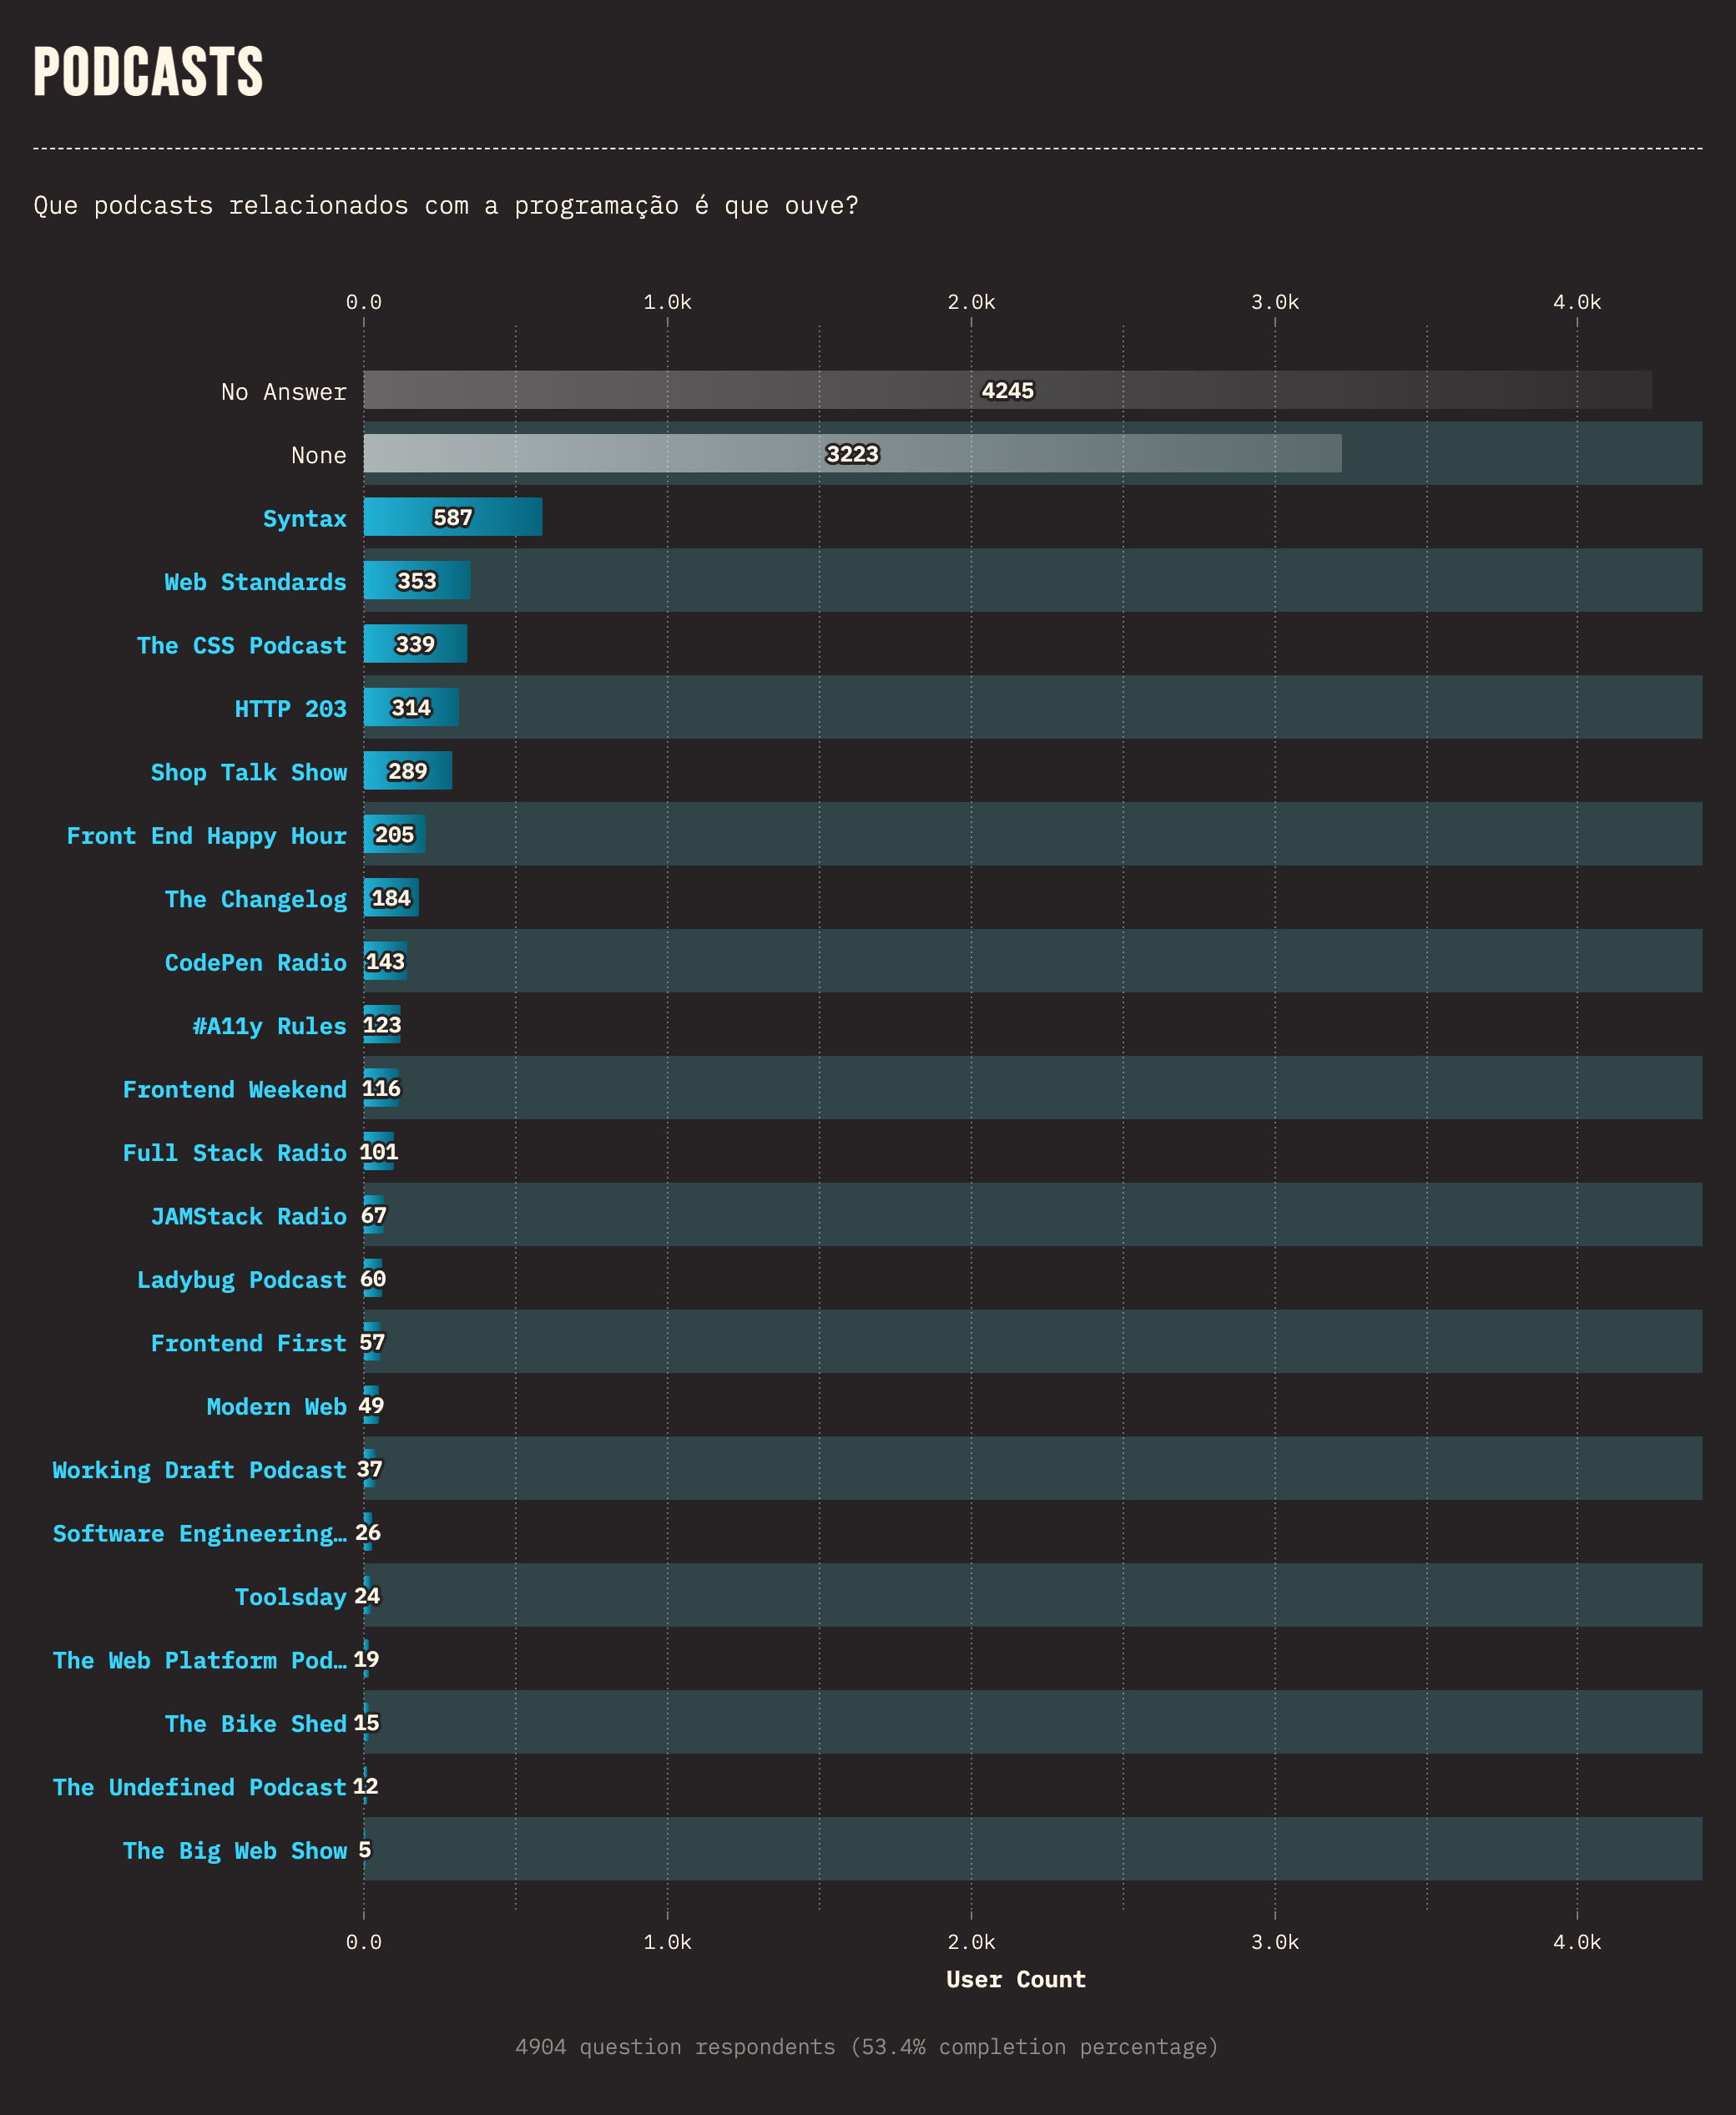 PODCASTS
Que podcasts relacionados com a programação é que ouve?
0.0 1.0k 2.0k 3.0k 4.0k
No Answer 4245
None 3223
Syntax 587
Web Standards 353
The CSS Podcast 339
HTTP 203 314
Shop Talk Show 289
Front End Happy Hour 205
The Changelog 184
CodePen Radio 143
#A11y Rules 123
Frontend Weekend 116
Full Stack Radio 101
JAMStack Radio 67
Ladybug Podcast 60
Frontend First 57
Modern Web 49
Working Draft Podcast 37
Software Engineering… 26
Toolsday 24
The Web Platform Pod… 19
The Bike Shed 15
The Undefined Podcast 12
The Big Web Show 5
0.0 1.0k 2.0k 3.0k 4.0k
User Count
4904 question respondents (53.4% completion percentage)